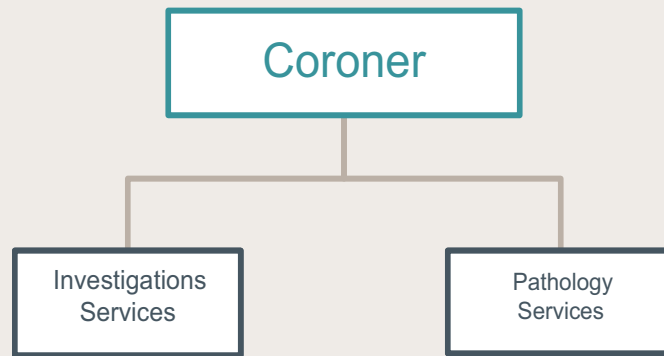 Coroner
Investigations
Services
Pathology
Services